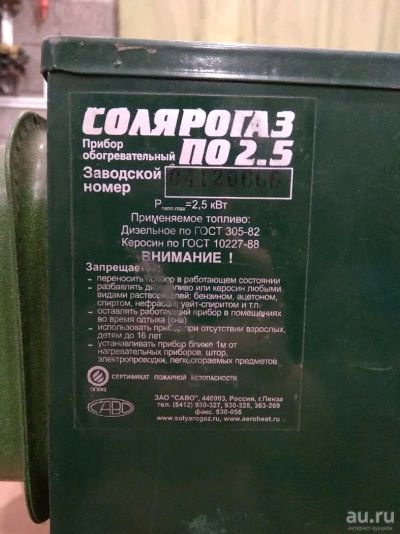 СОЛЯРОГАЗ
Прибор
обогревательный
ПО 2.5
Заводской
номер
04120666
Р =2,5 кВт
Применяемое топливо:
Дизельное по ГОСТ 305-82
Керосин по ГОСТ 10227-88
ВНИМАНИЕ !
Запрещается:
- переносить прибор в работающем состоянии
- разбавлять дизтопливо или керосин любыми
видами растворителей: бензином, ацетоном,
спиртом, нефрасом, уайт-спиритом и т.п.
- оставлять работающий прибор в помещениях
во время отдыха (сна)
- использовать прибор при отсутствии взрослых,
детям до 16 лет
- устанавливать прибор ближе 1м от
нагревательных приборов, штор,
электропроводки, легкосгораемых предметов
СЕРТИФИКАТ ПОЖАРНОЙ БЕЗОПАСНОСТИ
САВО
ЗАО "САВО", 440003, Россия, г.Пенза
тел. (8412) 930-327, 930-328, 363-269
факс. 930-056
www.solyarogaz.ru, www.aeroheat.ru
au.ru
интернет-аукцион